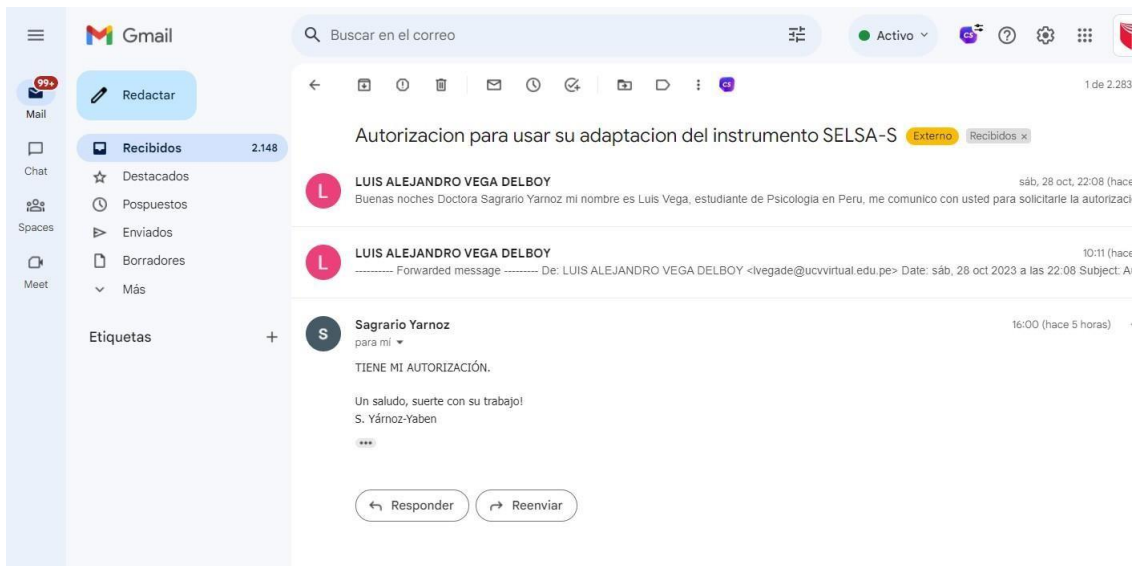 Gmail
Buscar en el correo
Activo
CS
99+
Mail
Redactar
CS
1 de 2.283
Autorizacion para usar su adaptacion del instrumento SELSA-S Externo Recibidos ×
Recibidos 2.148
Chat
Destacados
L
LUIS ALEJANDRO VEGA DELBOY sáb, 28 oct, 22:08 (hace
Buenas noches Doctora Sagrario Yarnoz mi nombre es Luis Vega, estudiante de Psicologia en Peru, me comunico con usted para solicitarle la autorizaci
Pospuestos
Spaces
Enviados
L
LUIS ALEJANDRO VEGA DELBOY 10:11 (hace
---------- Forwarded message --------- De: LUIS ALEJANDRO VEGA DELBOY <lvegade@ucvvirtual.edu.pe> Date: sáb, 28 oct 2023 a las 22:08 Subject: A
Borradores
Meet
Más
Etiquetas +
S
Sagrario Yarnoz 16:00 (hace 5 horas)
para mí
TIENE MI AUTORIZACIÓN.
Un saludo, suerte con su trabajo!
S. Yárnoz-Yaben
•••
Responder Reenviar